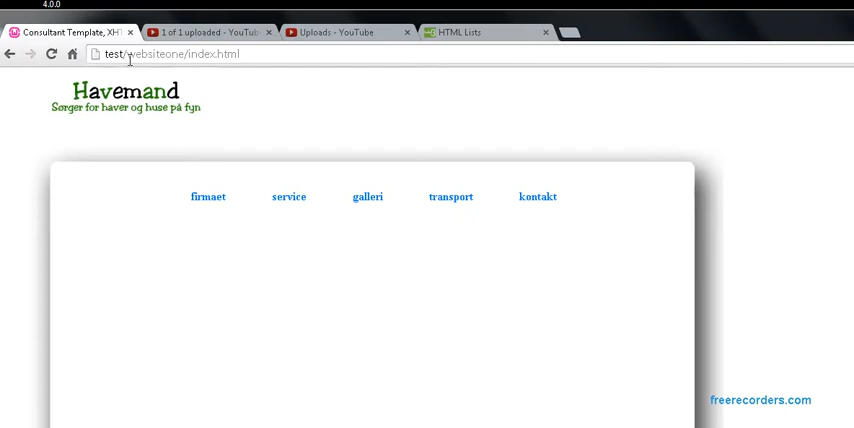 4.0.0
Consultant Template, XHT
1 of 1 uploaded - YouTub
Uploads - YouTube
HTML Lists
test/websiteone/index.html
Havemand
Sørger for haver og huse på fyn
firmaet service galleri transport kontakt
freerecorders.com